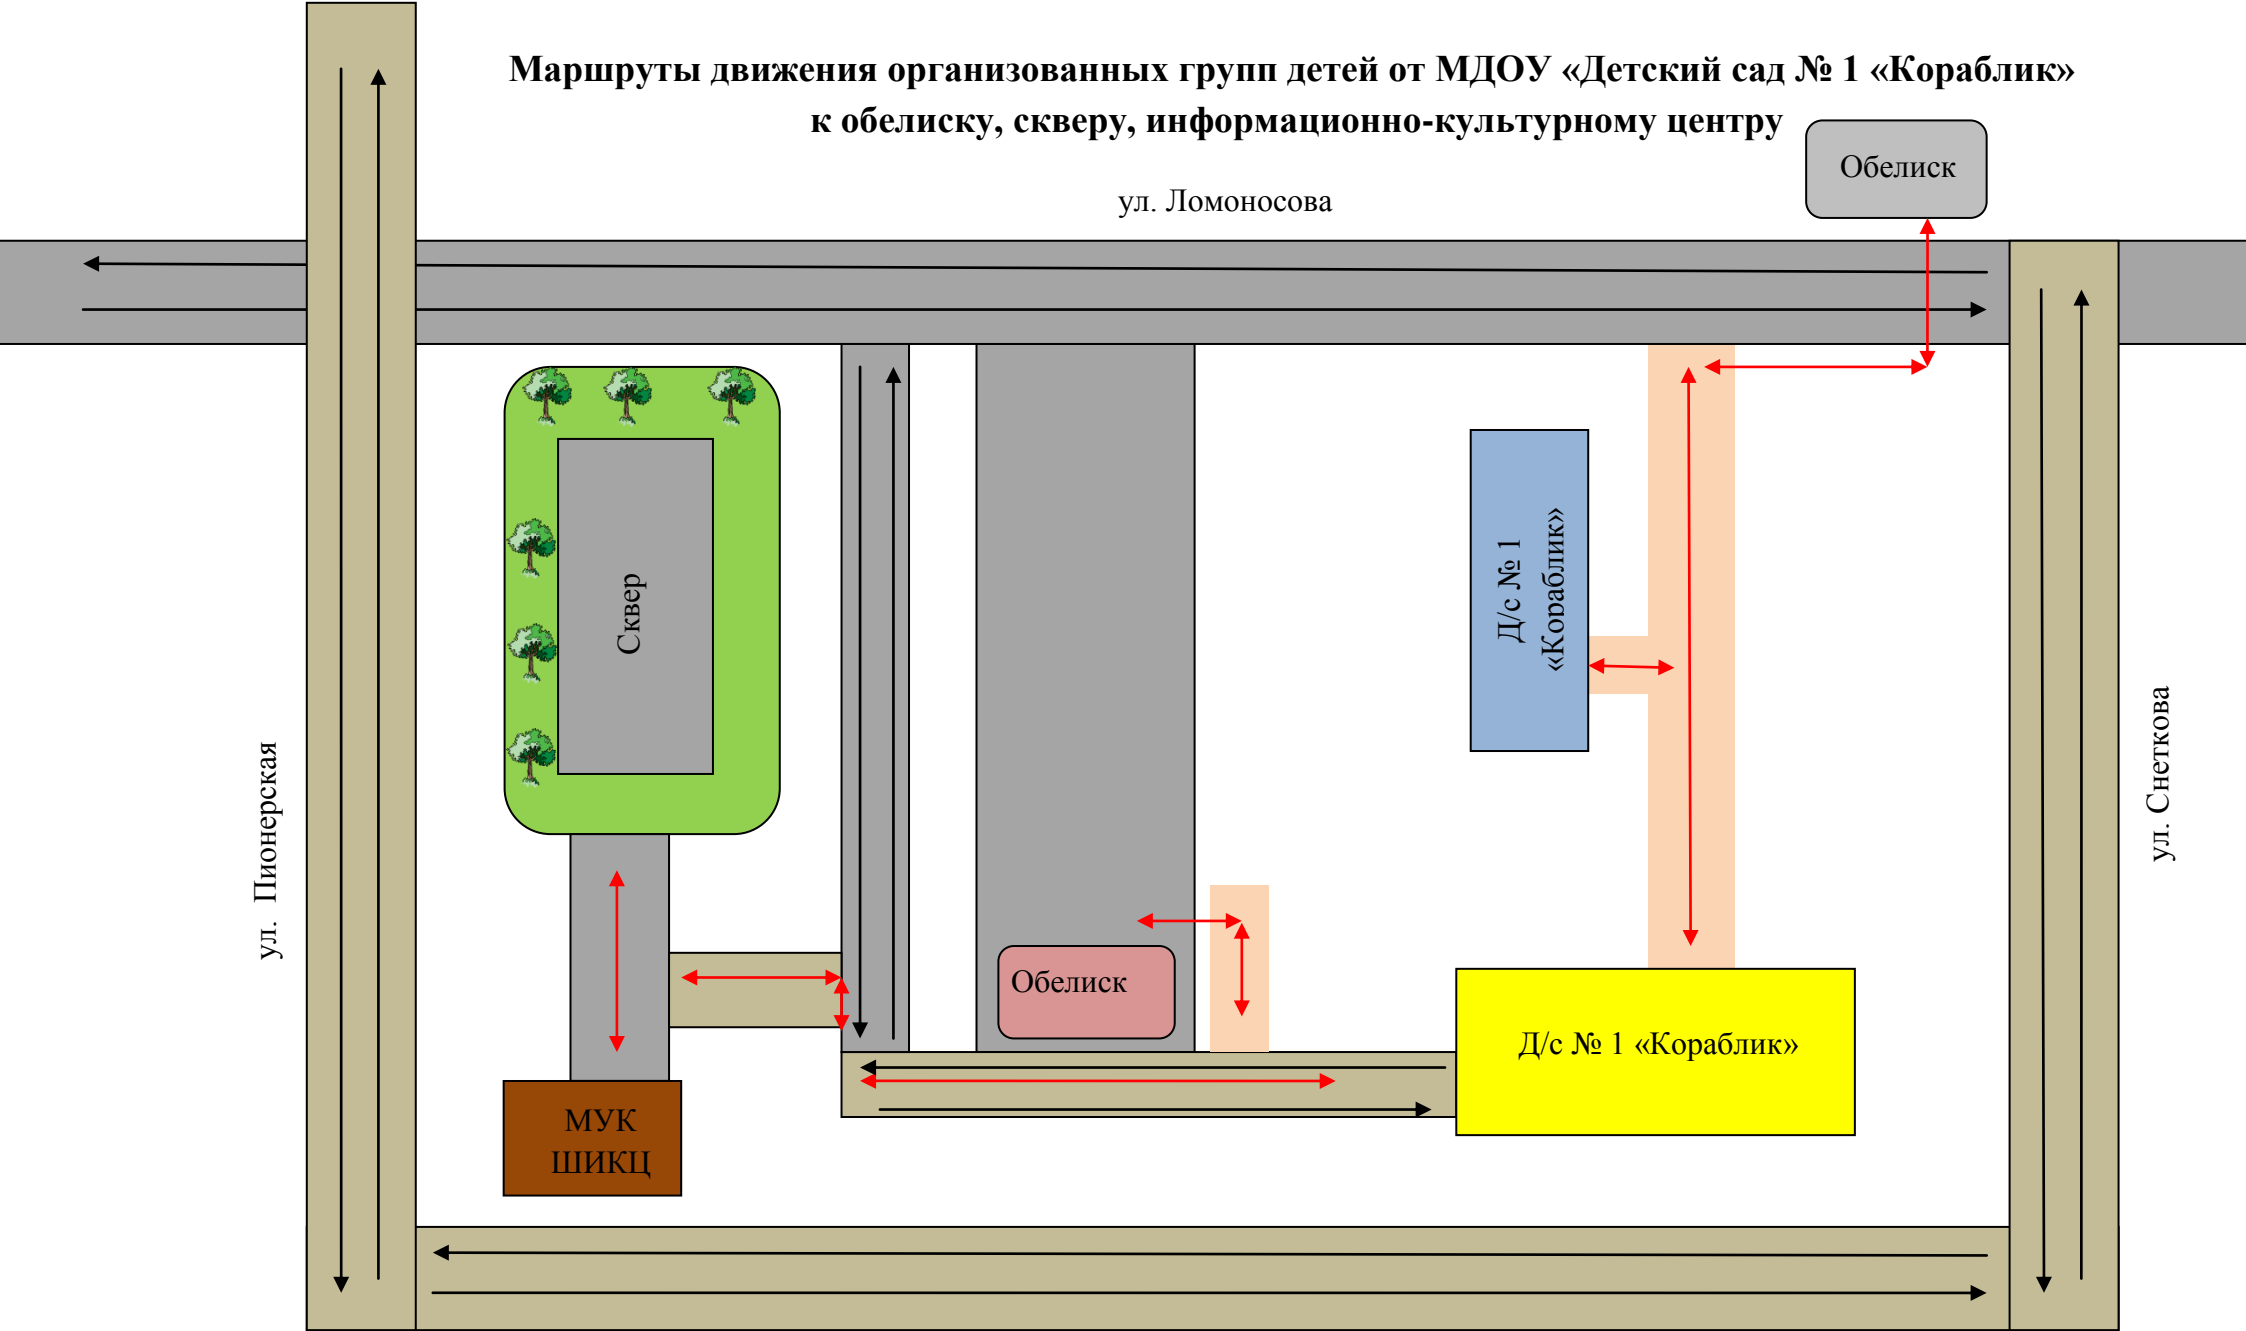 Маршруты движения организованных групп детей от МДОУ «Детский сад № 1 «Кораблик»
к обелиску, скверу, информационно-культурному центру
Обелиск
ул. Ломоносова
Д/с № 1
«Кораблик»
Сквер
ул. Пионерская
ул. Снеткова
Обелиск
Д/с № 1 «Кораблик»
МУК
ШИКЦ